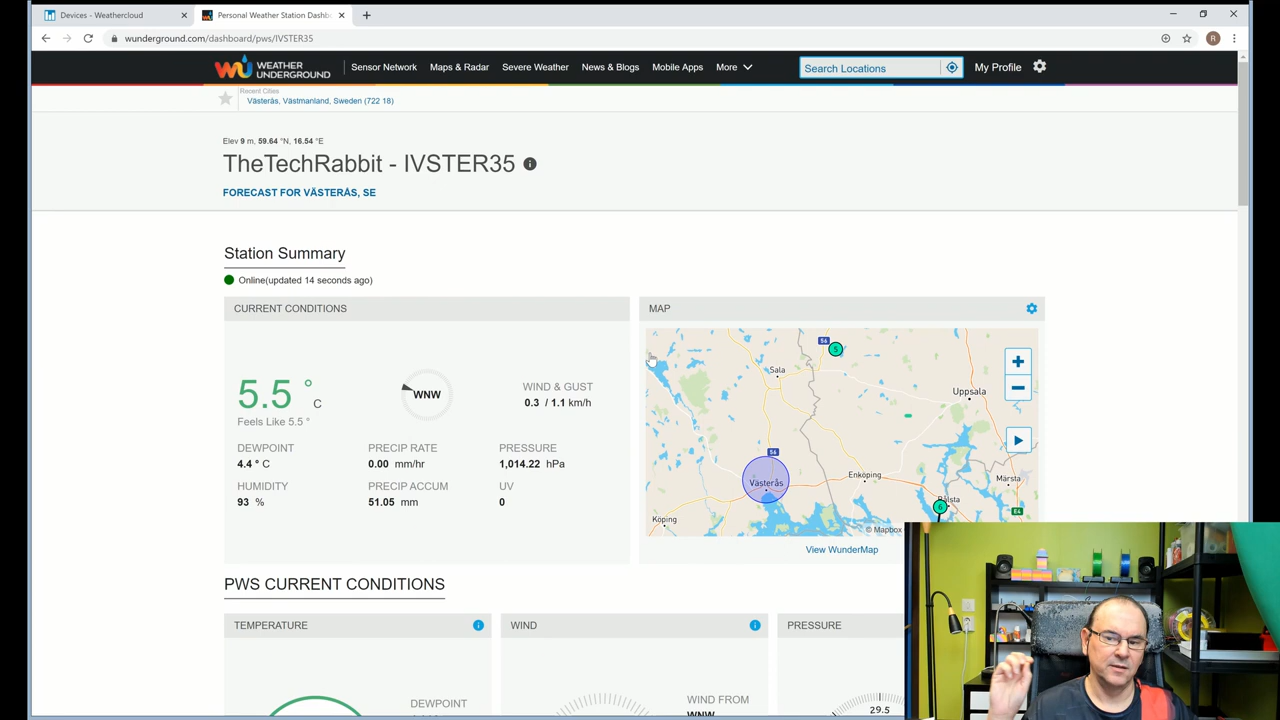 Devices - Weathercloud
Personal Weather Station Dashb
wunderground.com/dashboard/pws/IVSTER35
R
WEATHER
UNDERGROUND
Sensor Network
Maps & Radar
Severe Weather
News & Blogs
Mobile Apps
More
Search Locations
My Profile
Recent Cities
Västerås, Västmanland, Sweden (722 18)
Elev 9 m, 59.64 °N, 16.54 °E
TheTechRabbit - IVSTER35
FORECAST FOR VÄSTERÅS, SE
Station Summary
Online(updated 14 seconds ago)
CURRENT CONDITIONS
5.5 ° C
Feels Like 5.5 °
WNW
WIND & GUST
0.3 / 1.1 km/h
DEWPOINT
4.4 ° C
PRECIP RATE
0.00 mm/hr
PRESSURE
1,014.22 hPa
HUMIDITY
93 %
PRECIP ACCUM
51.05 mm
UV
0
MAP
56
5
Sala
Uppsala
56
Västerås
Enköping
Märsta
Bålsta
6
E4
Köping
© Mapbox
View WunderMap
PWS CURRENT CONDITIONS
TEMPERATURE
DEWPOINT
WIND
WIND FROM
WNW
PRESSURE
29.5